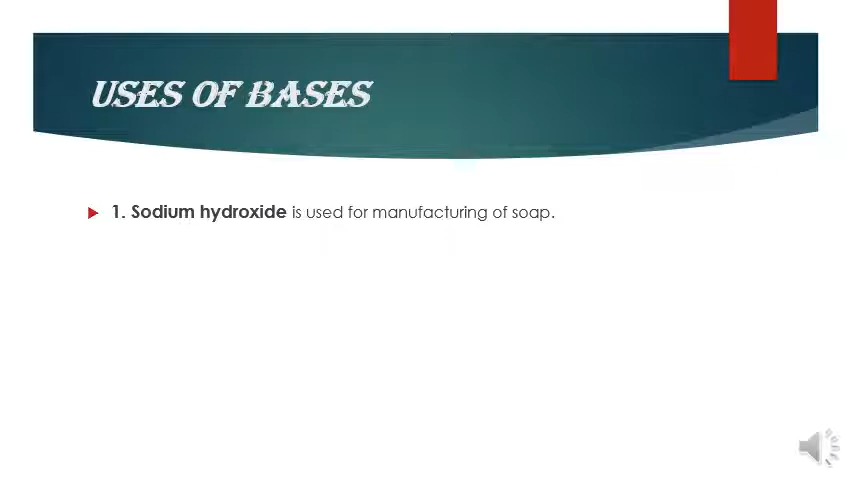 USES OF BASES
1. Sodium hydroxide is used for manufacturing of soap.